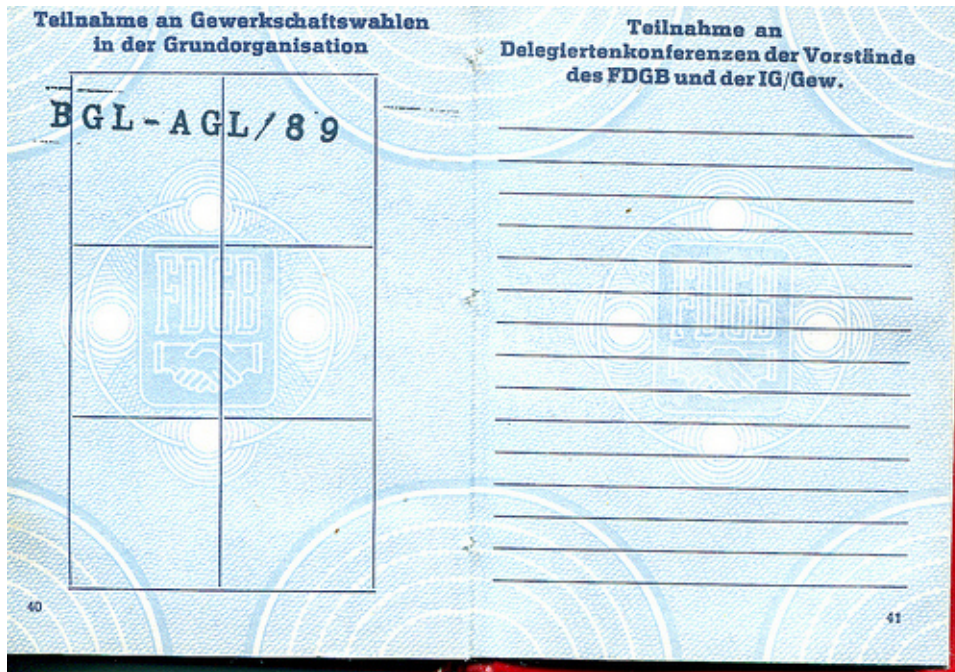 Teilnahme an Gewerkschaftswahlen
in der Grundorganisation
BGL-AGL/89
FDGB
40
Teilnahme an
Delegiertenkonferenzen der Vorstände
des FDGB und der IG/Gew.
FDGB
41